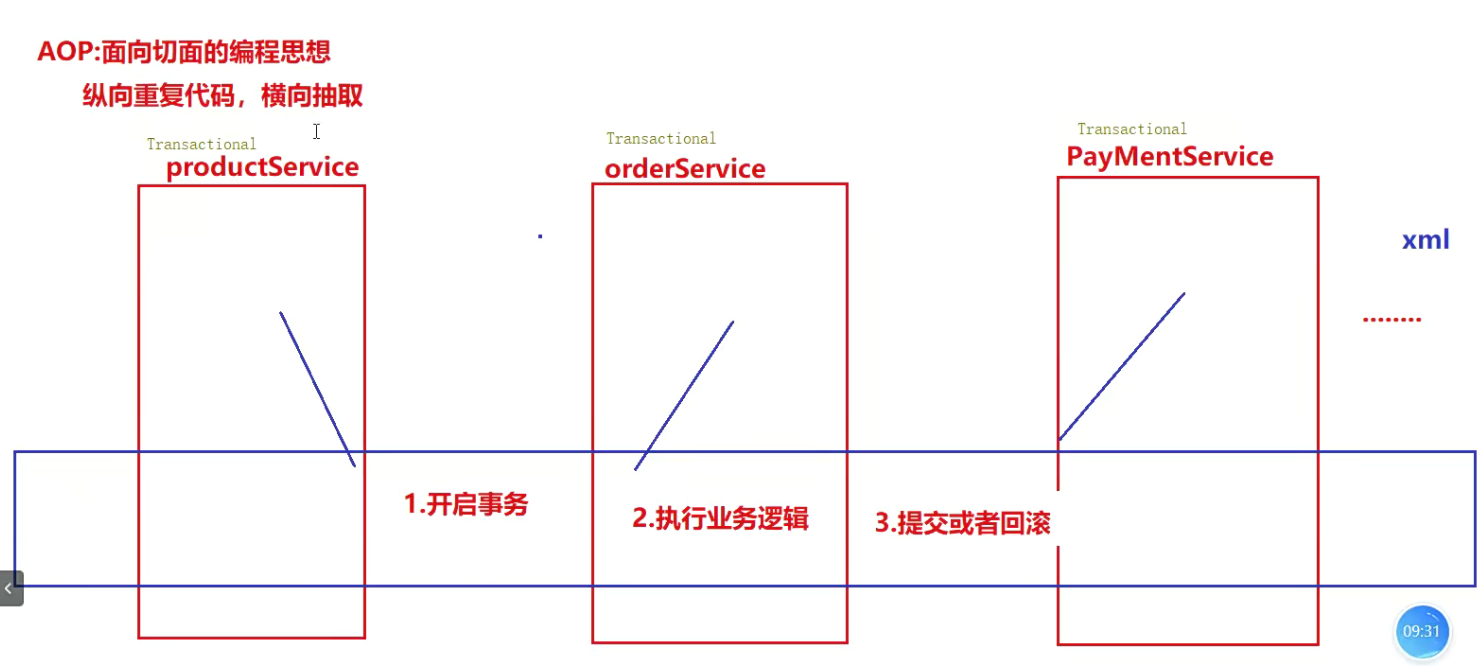 AOP:面向切面的编程思想
纵向重复代码，横向抽取
Transactional
productService
Transactional
orderService
Transactional
PayMentService
xml
........
1.开启事务
2.执行业务逻辑
3.提交或者回滚
09:31